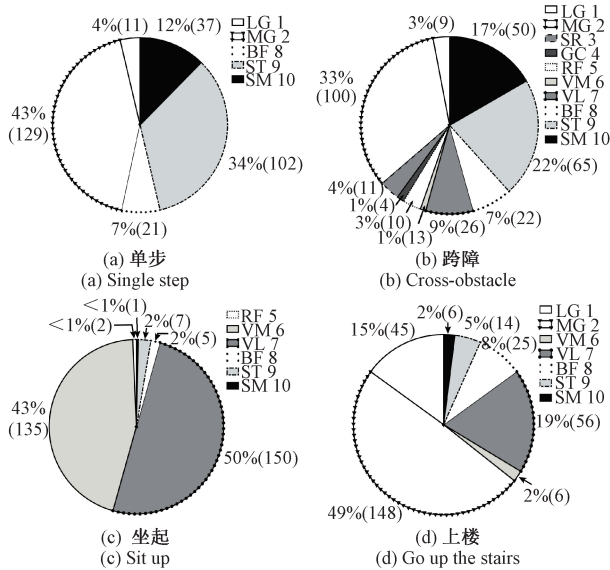 4%(11)
12%(37)
LG 1
MG 2
BF 8
ST 9
SM 10
43%
(129)
34%(102)
7%(21)
(a) 单步
(a) Single step
3%(9)
17%(50)
LG 1
MG 2
SR 3
GC 4
RF 5
VM 6
VL 7
BF 8
ST 9
SM 10
33%
(100)
22%(65)
4%(11)
1%(4)
3%(10)
1%(13)
9%(26)
7%(22)
(b) 跨障
(b) Cross-obstacle
<1%(1)
<1%(2)
2%(7)
2%(5)
RF 5
VM 6
VL 7
BF 8
ST 9
SM 10
43%
(135)
50%(150)
(c) 坐起
(c) Sit up
2%(6)
15%(45)
5%(14)
8%(25)
LG 1
MG 2
VM 6
VL 7
BF 8
ST 9
SM 10
19%(56)
2%(6)
49%(148)
(d) 上楼
(d) Go up the stairs